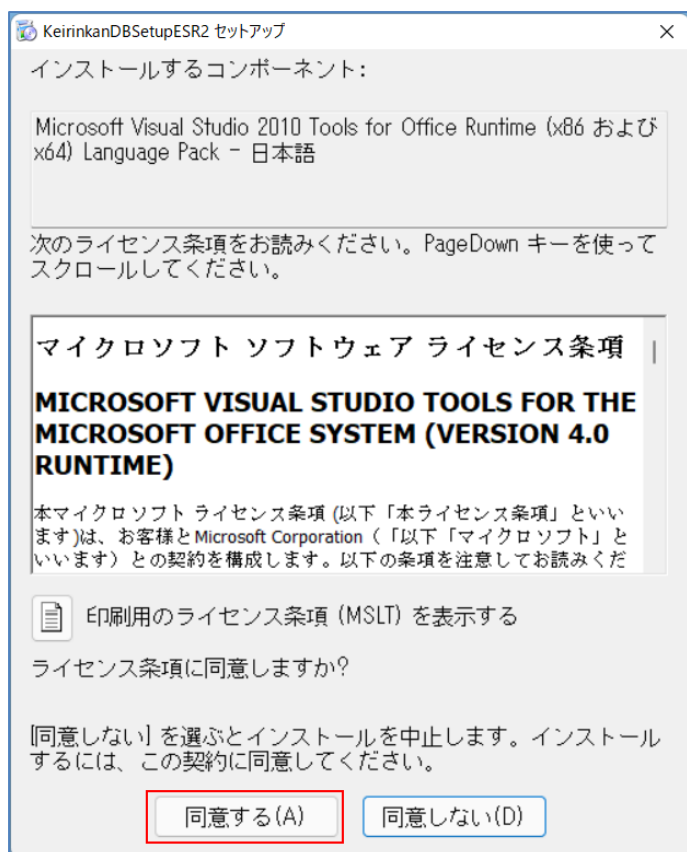 KeirinkanDBSetupESR2 セットアップ
インストールするコンポーネント:
Microsoft Visual Studio 2010 Tools for Office Runtime (x86 および
x64) Language Pack - 日本語
次のライセンス条項をお読みください。PageDown キーを使って
スクロールしてください。
マイクロソフト ソフトウェア ライセンス条項
MICROSOFT VISUAL STUDIO TOOLS FOR THE
MICROSOFT OFFICE SYSTEM (VERSION 4.0
RUNTIME)
本マイクロソフト ライセンス条項 (以下「本ライセンス条項」といい
ます)は、お客様とMicrosoft Corporation (「以下「マイクロソフト」と
いいます) との契約を構成します。以下の条項を注意してお読みくだ
印刷用のライセンス条項 (MSLT) を表示する
ライセンス条項に同意しますか?
[同意しない] を選ぶとインストールを中止します。インストール
するには、この契約に同意してください。
同意する(A)
同意しない(D)